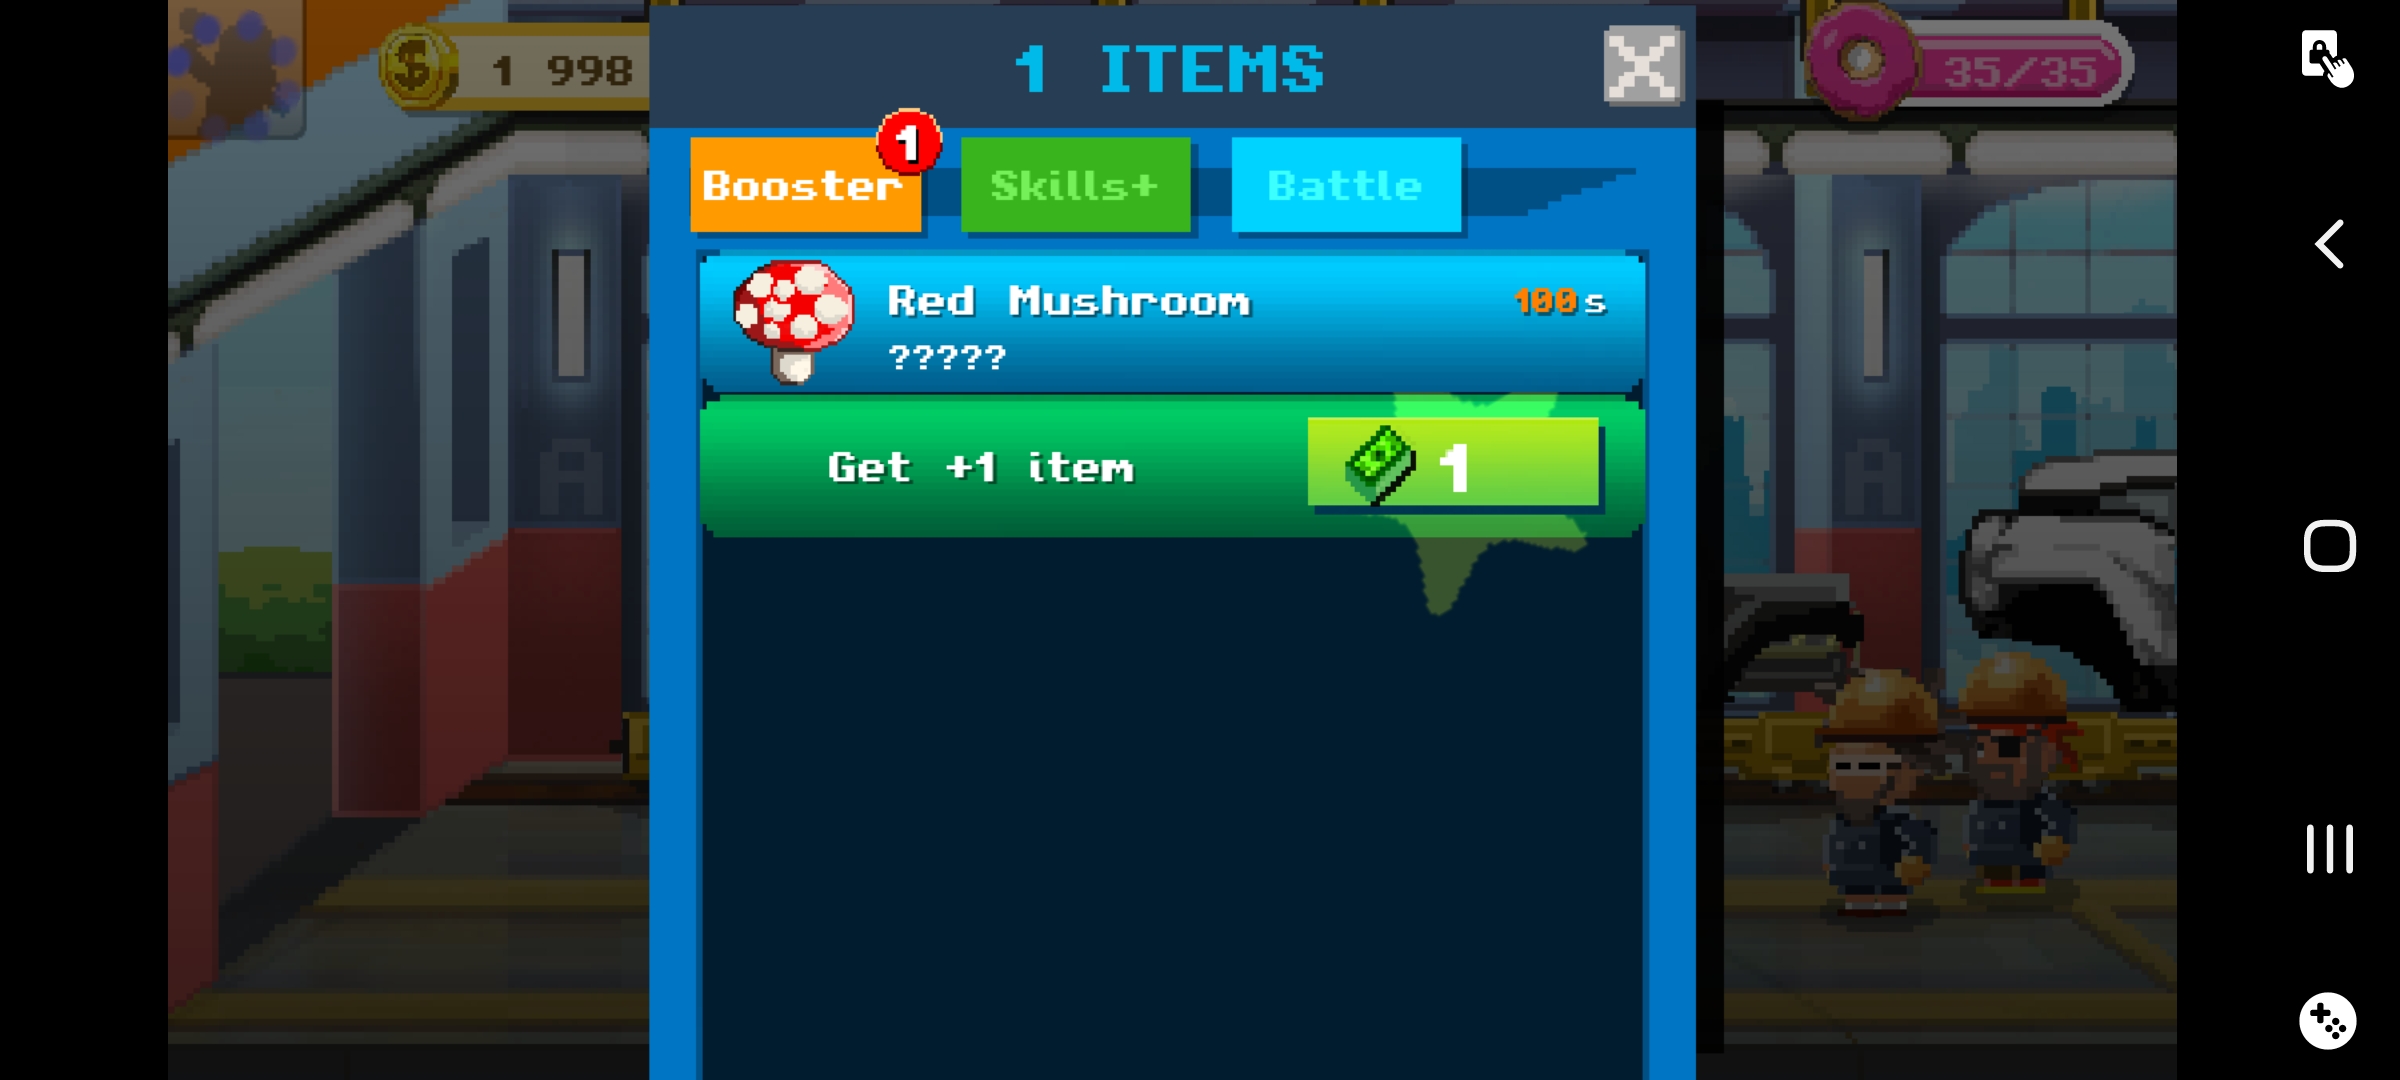 1 998
1 ITEMS
35/35
1
Booster
Skills+
Battle
Red Mushroom
100s
?????
Get +1 item
1
A
A